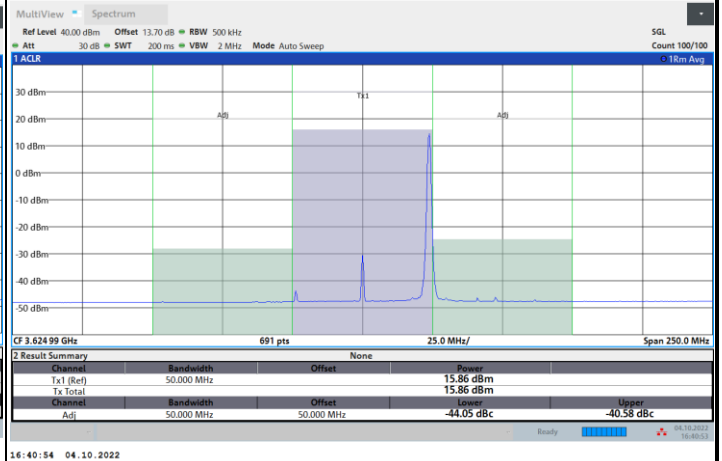 MultiView Spectrum
Ref Level 40.00 dBm Offset 13.70 dB RBW 500 kHz SGL
Att 30 dB SWT 200 ms VBW 2 MHz Mode Auto Sweep Count 100/100
1 ACLR 1Rm Avg
30 dBm
Tx1
Adj Adj
20 dBm
10 dBm
0 dBm
-10 dBm
-20 dBm
-30 dBm
-40 dBm
-50 dBm
CF 3.624 99 GHz 691 pts 25.0 MHz/ Span 250.0 MHz
2 Result Summary None
Channel Bandwidth Offset Power
Tx1 (Ref) 50.000 MHz 15.86 dBm
Tx Total 15.86 dBm
Channel Bandwidth Offset Lower Upper
Adj 50.000 MHz 50.000 MHz -44.05 dBc -40.58 dBc
Ready 04.10.2022
16:40:53
16:40:54 04.10.2022